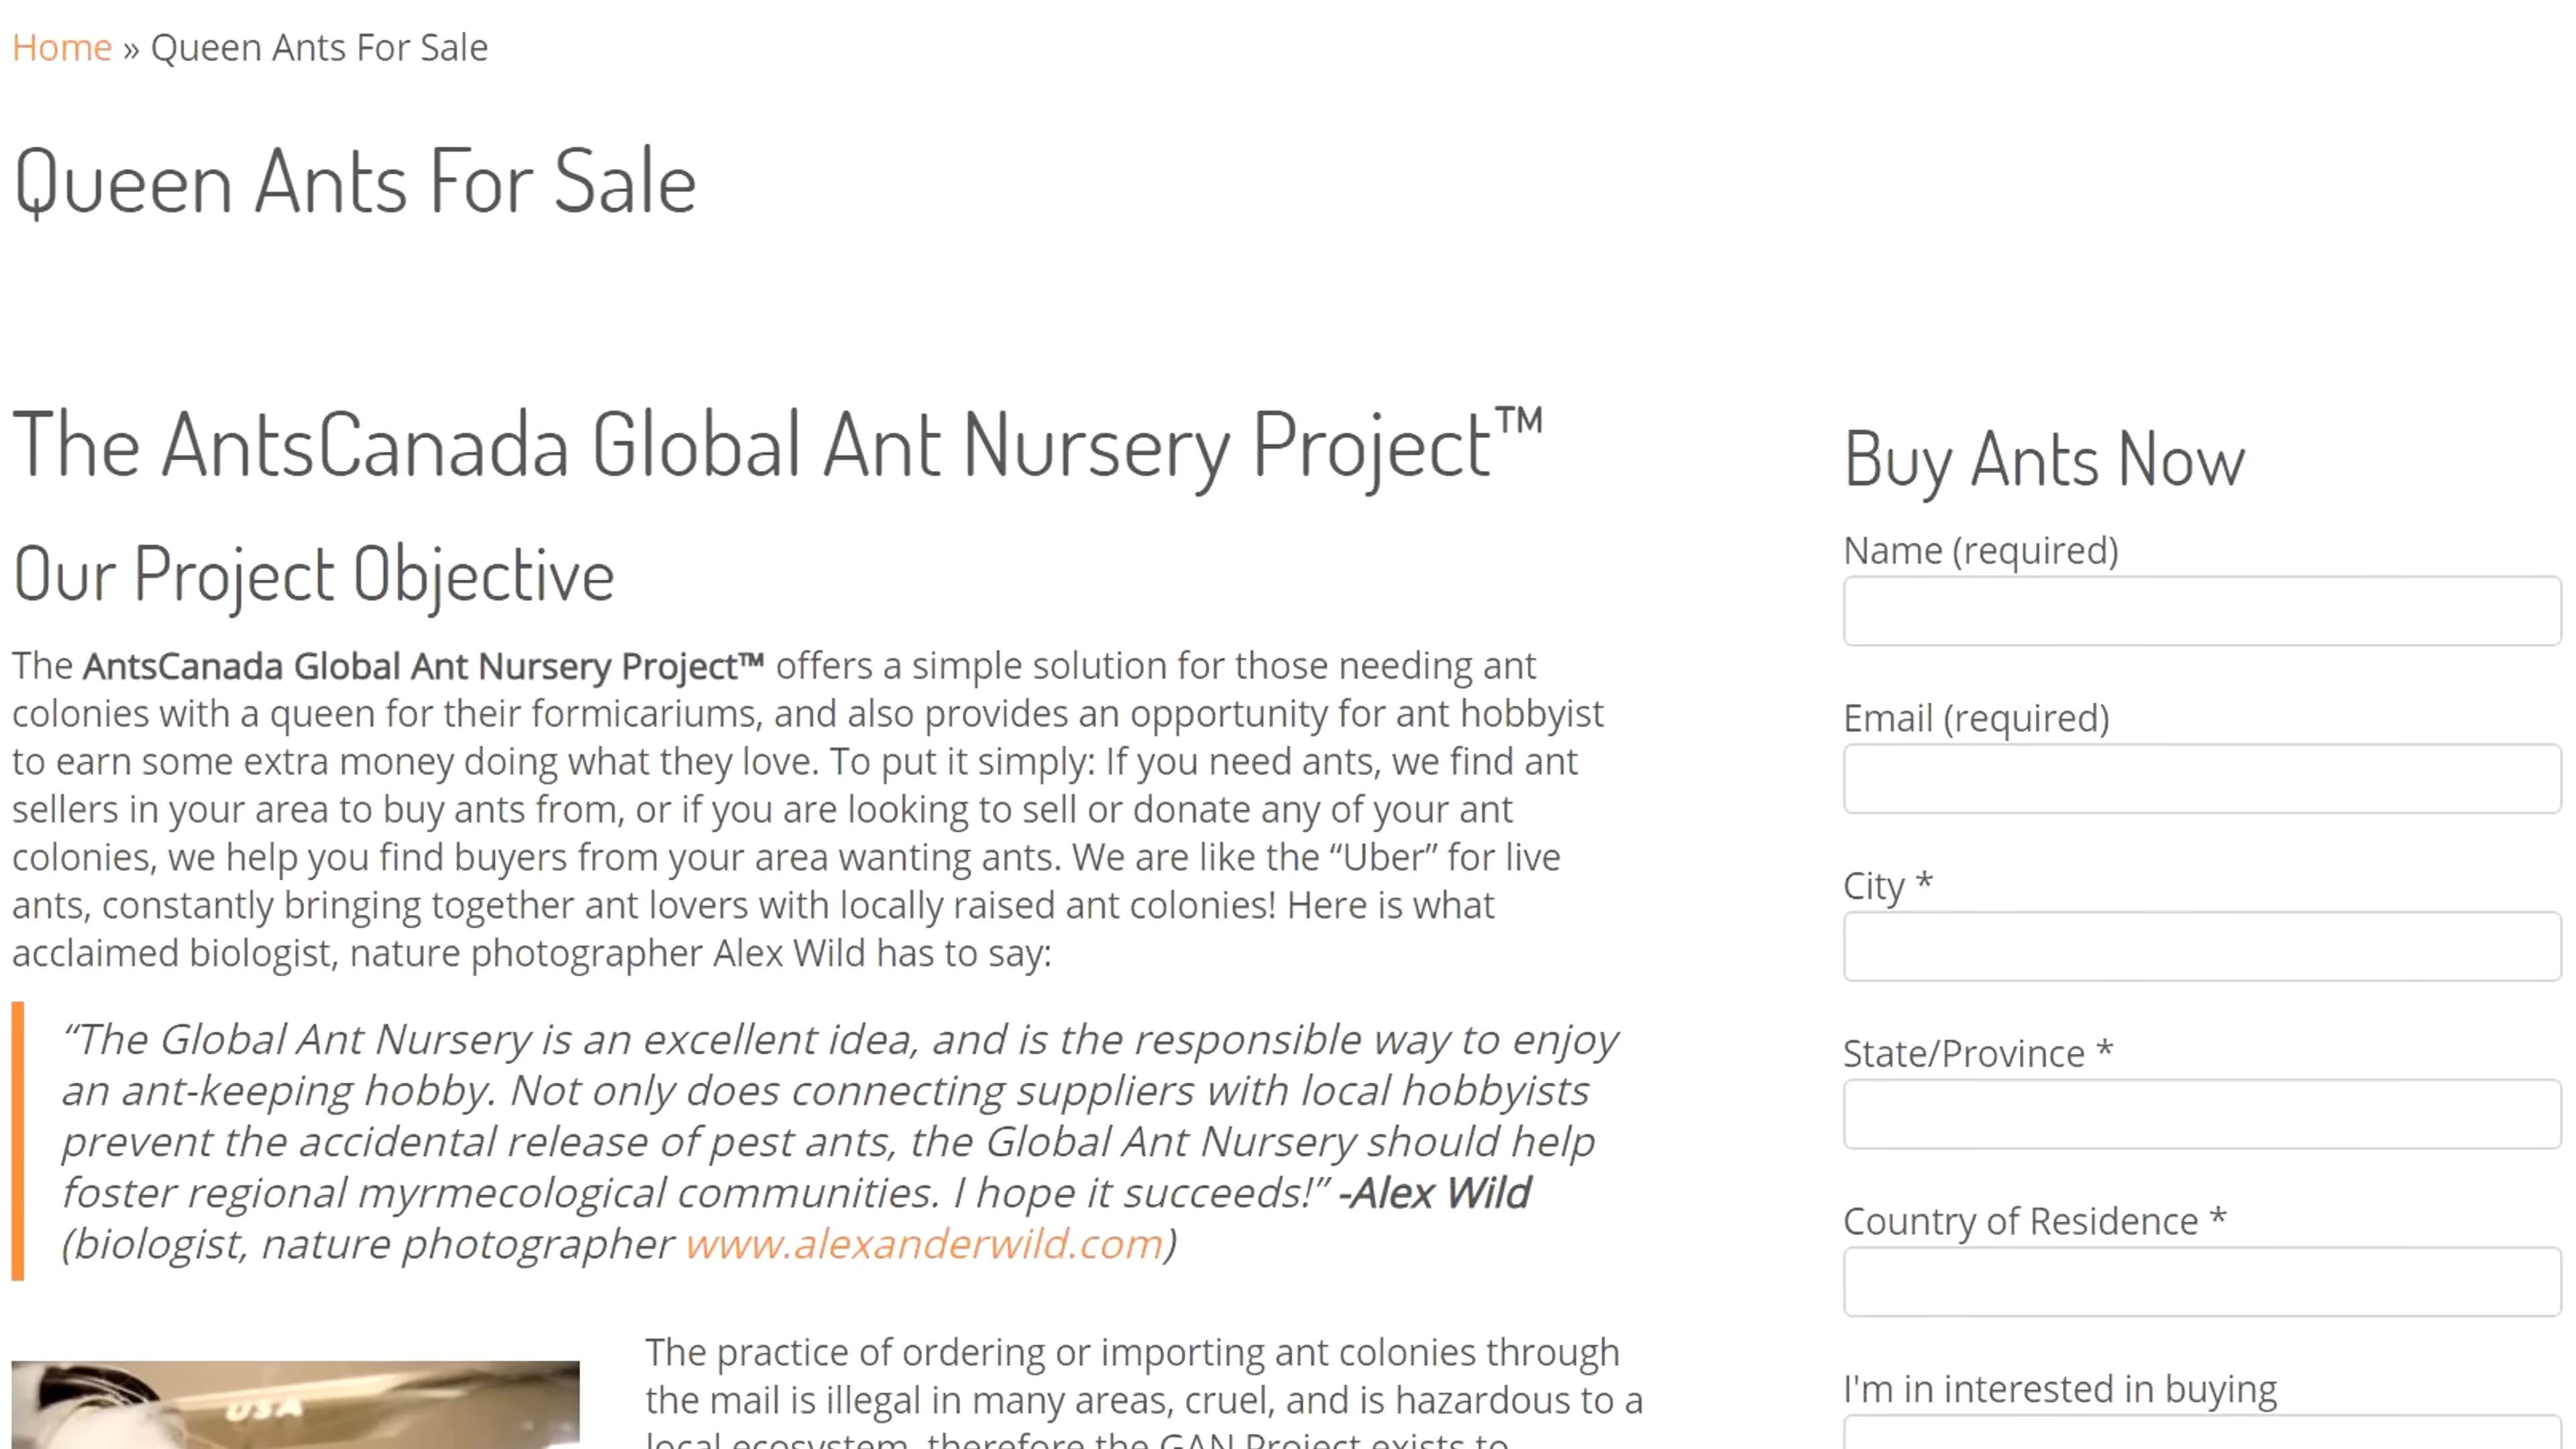 Home » Queen Ants For Sale
Queen Ants For Sale
The AntsCanada Global Ant Nursery Project™
Our Project Objective
The AntsCanada Global Ant Nursery Project™ offers a simple solution for those needing ant
colonies with a queen for their formicariums, and also provides an opportunity for ant hobbyist
to earn some extra money doing what they love. To put it simply: If you need ants, we find ant
sellers in your area to buy ants from, or if you are looking to sell or donate any of your ant
colonies, we help you find buyers from your area wanting ants. We are like the “Uber” for live
ants, constantly bringing together ant lovers with locally raised ant colonies! Here is what
acclaimed biologist, nature photographer Alex Wild has to say:
“The Global Ant Nursery is an excellent idea, and is the responsible way to enjoy
an ant-keeping hobby. Not only does connecting suppliers with local hobbyists
prevent the accidental release of pest ants, the Global Ant Nursery should help
foster regional myrmecological communities. I hope it succeeds!” -Alex Wild
(biologist, nature photographer www.alexanderwild.com)
USA
The practice of ordering or importing ant colonies through
the mail is illegal in many areas, cruel, and is hazardous to a
local ecosystem, therefore the GAN Project exists to
Buy Ants Now
Name (required)
Email (required)
City *
State/Province *
Country of Residence *
I'm in interested in buying